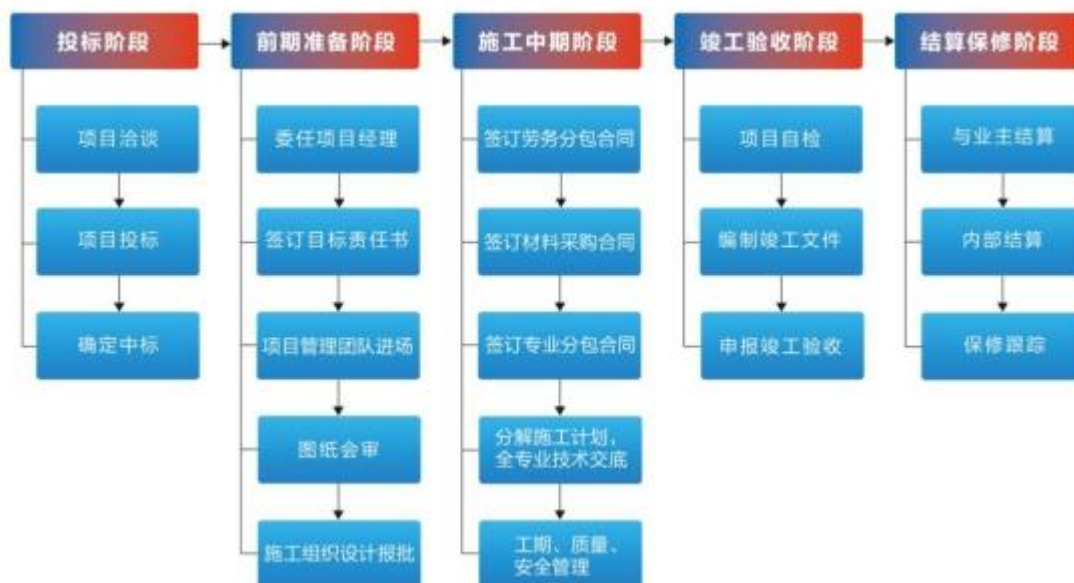 投标阶段
前期准备阶段
施工中期阶段
竣工验收阶段
结算保修阶段
项目洽谈
项目投标
确定中标
委任项目经理
签订目标责任书
项目管理团队进场
图纸会审
施工组织设计报批
签订劳务分包合同
签订材料采购合同
签订专业分包合同
分解施工计划，
全专业技术交底
工期、质量、
安全管理
项目自检
编制竣工文件
申报竣工验收
与业主结算
内部结算
保修跟踪